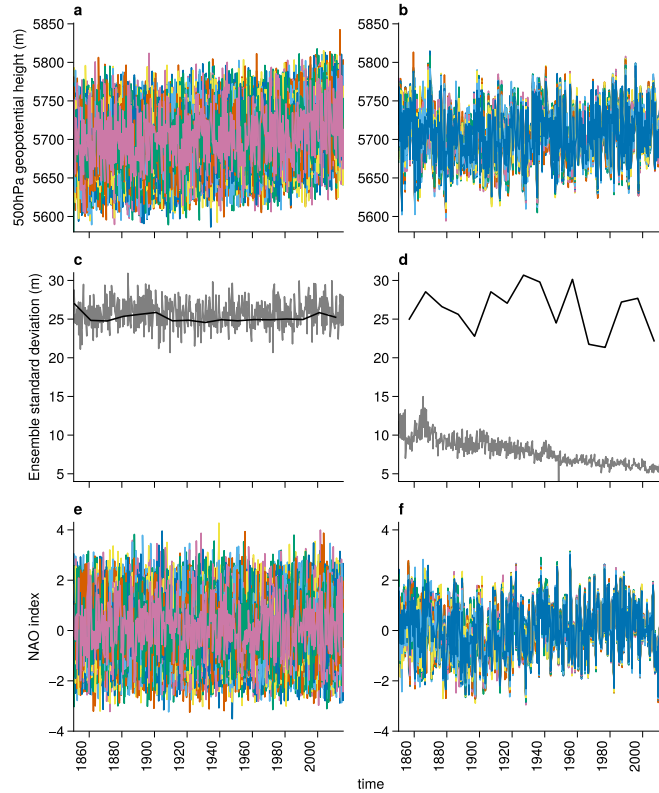 a b
5850 5850
5800 5800
5750 5750
5700 5700
5650 5650
5600 5600
500hPa geopotential height (m)
c d
30 30
25 25
20 20
15 15
10 10
5 5
Ensemble standard deviation (m)
e f
4 4
2 2
0 0
−2 −2
−4 −4
NAO index
1860 1880 1900 1920 1940 1960 1980 2000 1860 1880 1900 1920 1940 1960 1980 2000
time